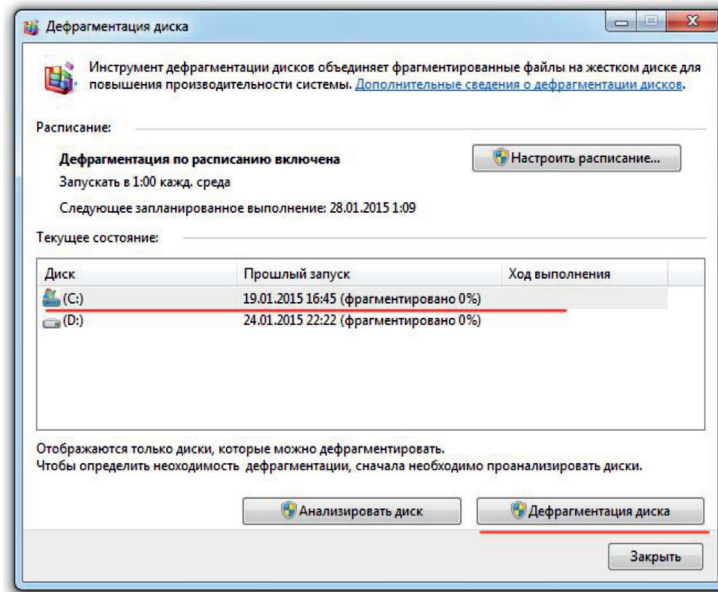 Дефрагментация диска
Инструмент дефрагментации дисков объединяет фрагментированные файлы на жестком диске для
повышения производительности системы. Дополнительные сведения о дефрагментации дисков.
Расписание:
Дефрагментация по расписанию включена
Настроить расписание...
Запускать в 1:00 кажд. среда
Следующее запланированное выполнение: 28.01.2015 1:09
Текущее состояние:
Диск Прошлый запуск Ход выполнения
(C:) 19.01.2015 16:45 (фрагментировано 0%)
(D:) 24.01.2015 22:22 (фрагментировано 0%)
Отображаются только диски, которые можно дефрагментировать.
Чтобы определить неоходимость дефрагментации, сначала необходимо проанализировать диски.
Анализировать диск Дефрагментация диска
Закрыть